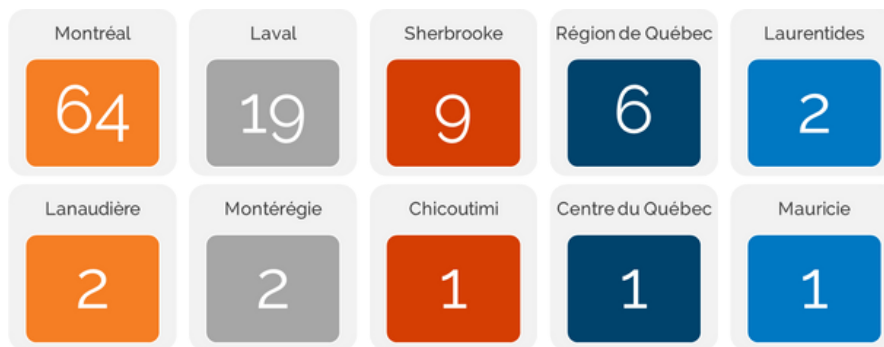 Montréal
64
Laval
19
Sherbrooke
9
Région de Québec
6
Laurentides
2
Lanaudière
2
Montérégie
2
Chicoutimi
1
Centre du Québec
1
Mauricie
1